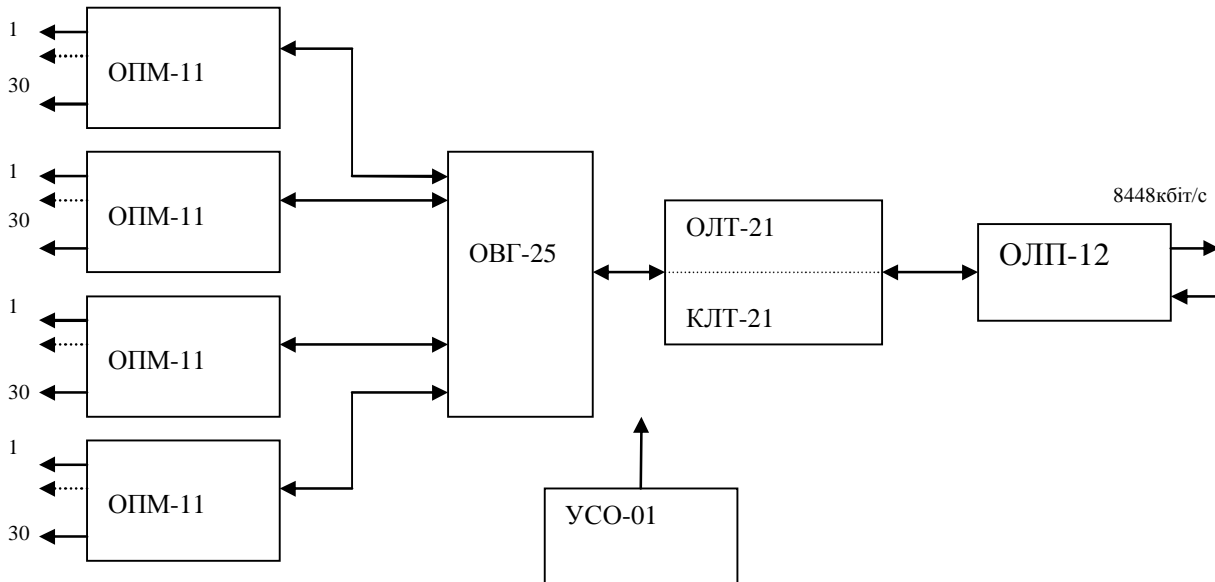 1
30
ОПМ-11
1
30
ОПМ-11
1
30
ОПМ-11
1
30
ОПМ-11
ОВГ-25
ОЛТ-21
КЛТ-21
8448кбіт/с
ОЛП-12
УСО-01